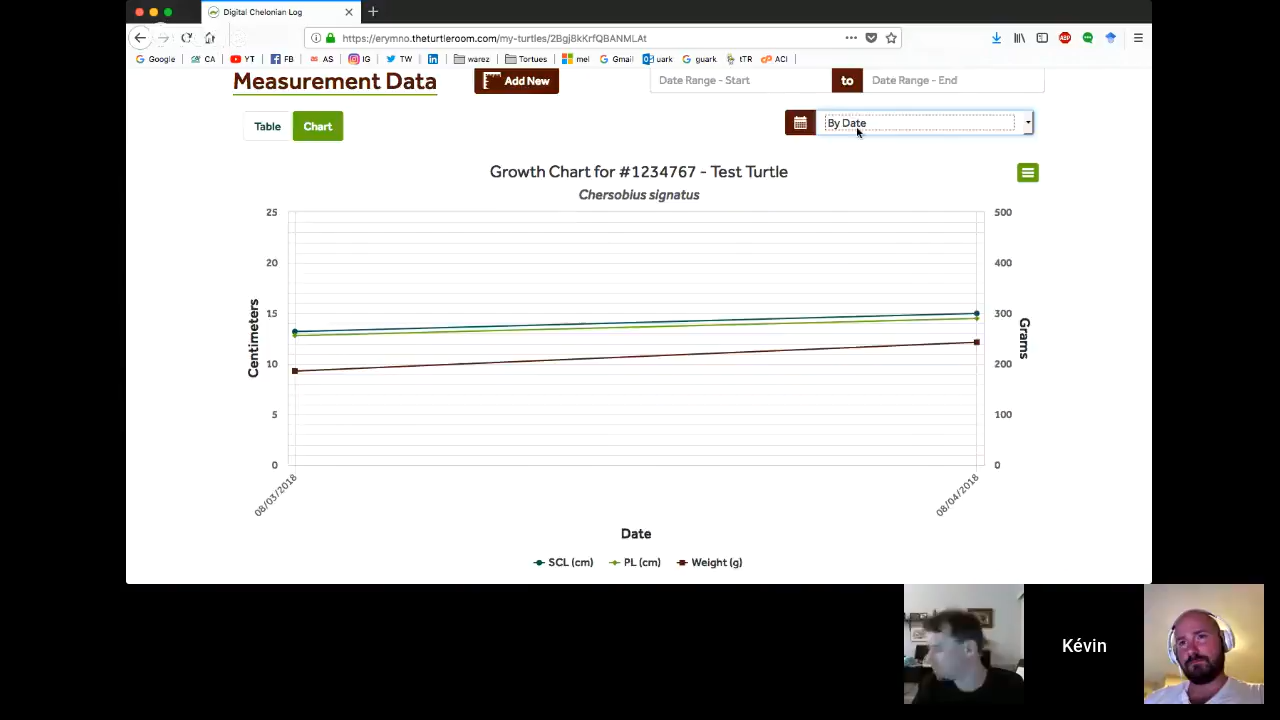 Digital Chelonian Log
https://erymno.theturtleroom.com/my-turtles/2Bgj8kKrfQBANMLAt
Google CA YT FB AS IG TW warez Tortues mei Gmail uark guark tTR ACI
Measurement Data
Add New
Date Range - Start
to
Date Range - End
Table
Chart
By Date
Growth Chart for #1234767 - Test Turtle
Chersobius signatus
25
20
15
10
5
0
Centimeters
500
400
300
200
100
0
Grams
08/03/2018
08/04/2018
Date
SCL (cm)
PL (cm)
Weight (g)
Kévin